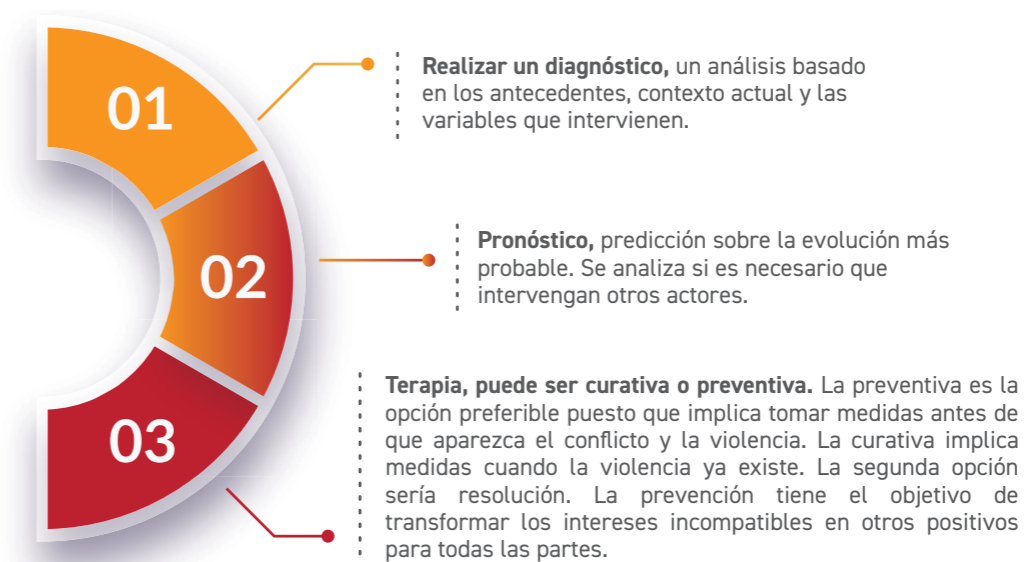 01
Realizar un diagnóstico, un análisis basado
en los antecedentes, contexto actual y las
variables que intervienen.
02
Pronóstico, predicción sobre la evolución más
probable. Se analiza si es necesario que
intervengan otros actores.
03
Terapia, puede ser curativa o preventiva. La preventiva es la
opción preferible puesto que implica tomar medidas antes de
que aparezca el conflicto y la violencia. La curativa implica
medidas cuando la violencia ya existe. La segunda opción
sería resolución. La prevención tiene el objetivo de
transformar los intereses incompatibles en otros positivos
para todas las partes.